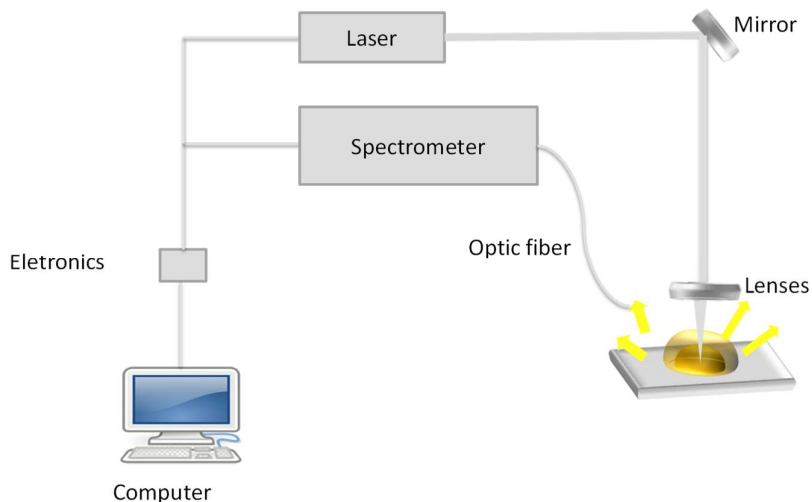 Laser
Mirror
Spectrometer
Optic fiber
Eletronics
Lenses
Computer